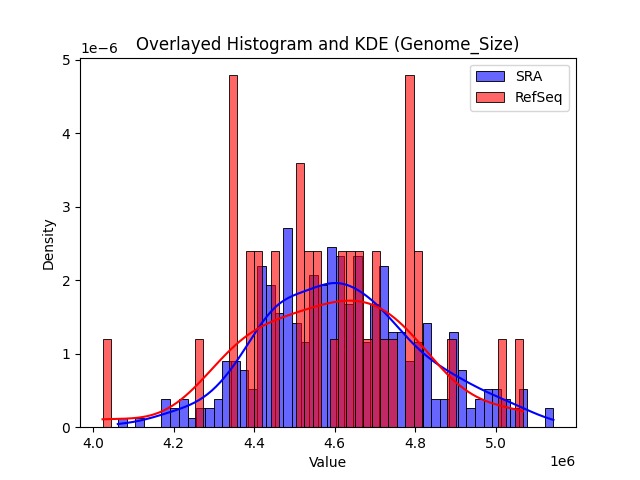 Overlayed Histogram and KDE (Genome_Size)
1e−6
SRA
RefSeq
5
4
3
2
1
0
Density
4.0 4.2 4.4 4.6 4.8 5.0
Value
1e6